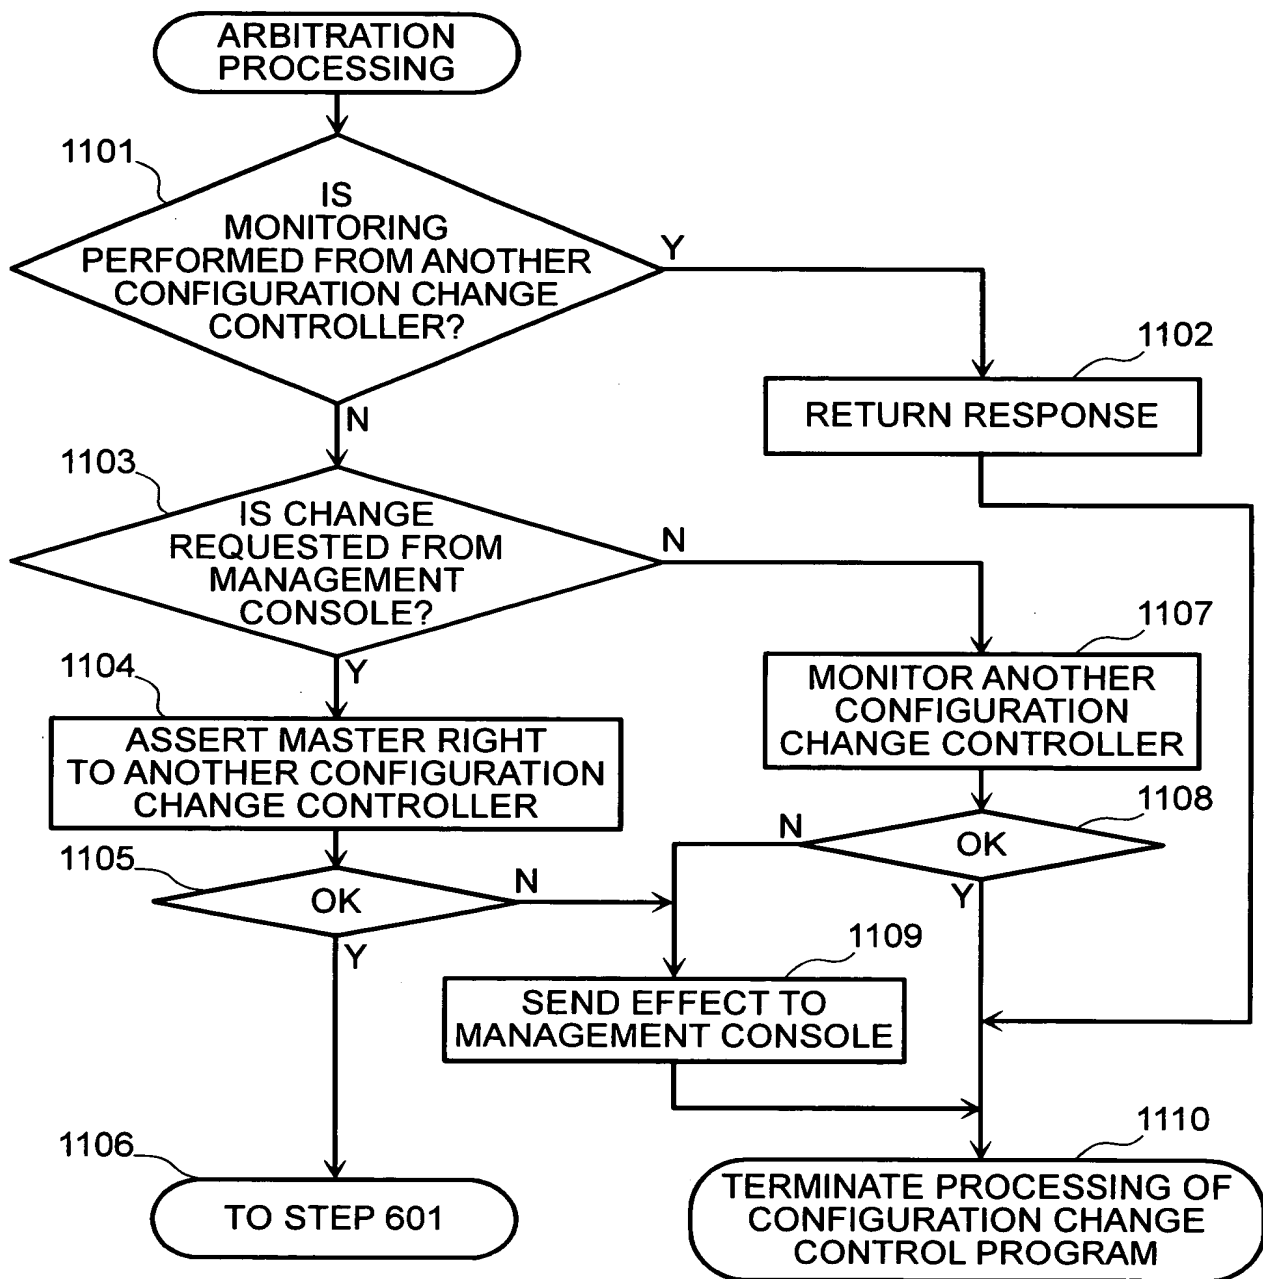 ARBITRATION
PROCESSING
1101
IS
MONITORING
PERFORMED FROM ANOTHER
CONFIGURATION CHANGE
CONTROLLER?
Y
N
1102
RETURN RESPONSE
1103
IS CHANGE
REQUESTED FROM
MANAGEMENT
CONSOLE?
N
Y
1104
ASSERT MASTER RIGHT
TO ANOTHER CONFIGURATION
CHANGE CONTROLLER
1107
MONITOR ANOTHER
CONFIGURATION
CHANGE CONTROLLER
1105
OK
N
Y
1108
OK
N
Y
1109
SEND EFFECT TO
MANAGEMENT CONSOLE
1106
TO STEP 601
1110
TERMINATE PROCESSING OF
CONFIGURATION CHANGE
CONTROL PROGRAM